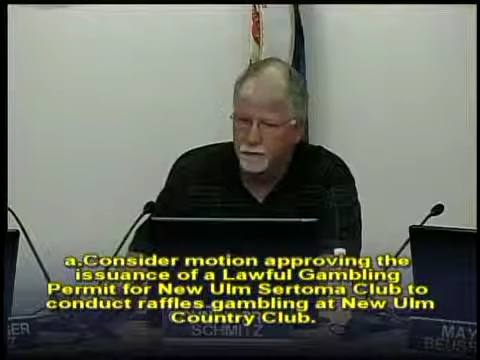 a.Consider motion approving the
issuance of a Lawful Gambling
Permit for New Ulm Sertoma Club to
conduct raffles gambling at New Ulm
Country Club.
SCHMITZ